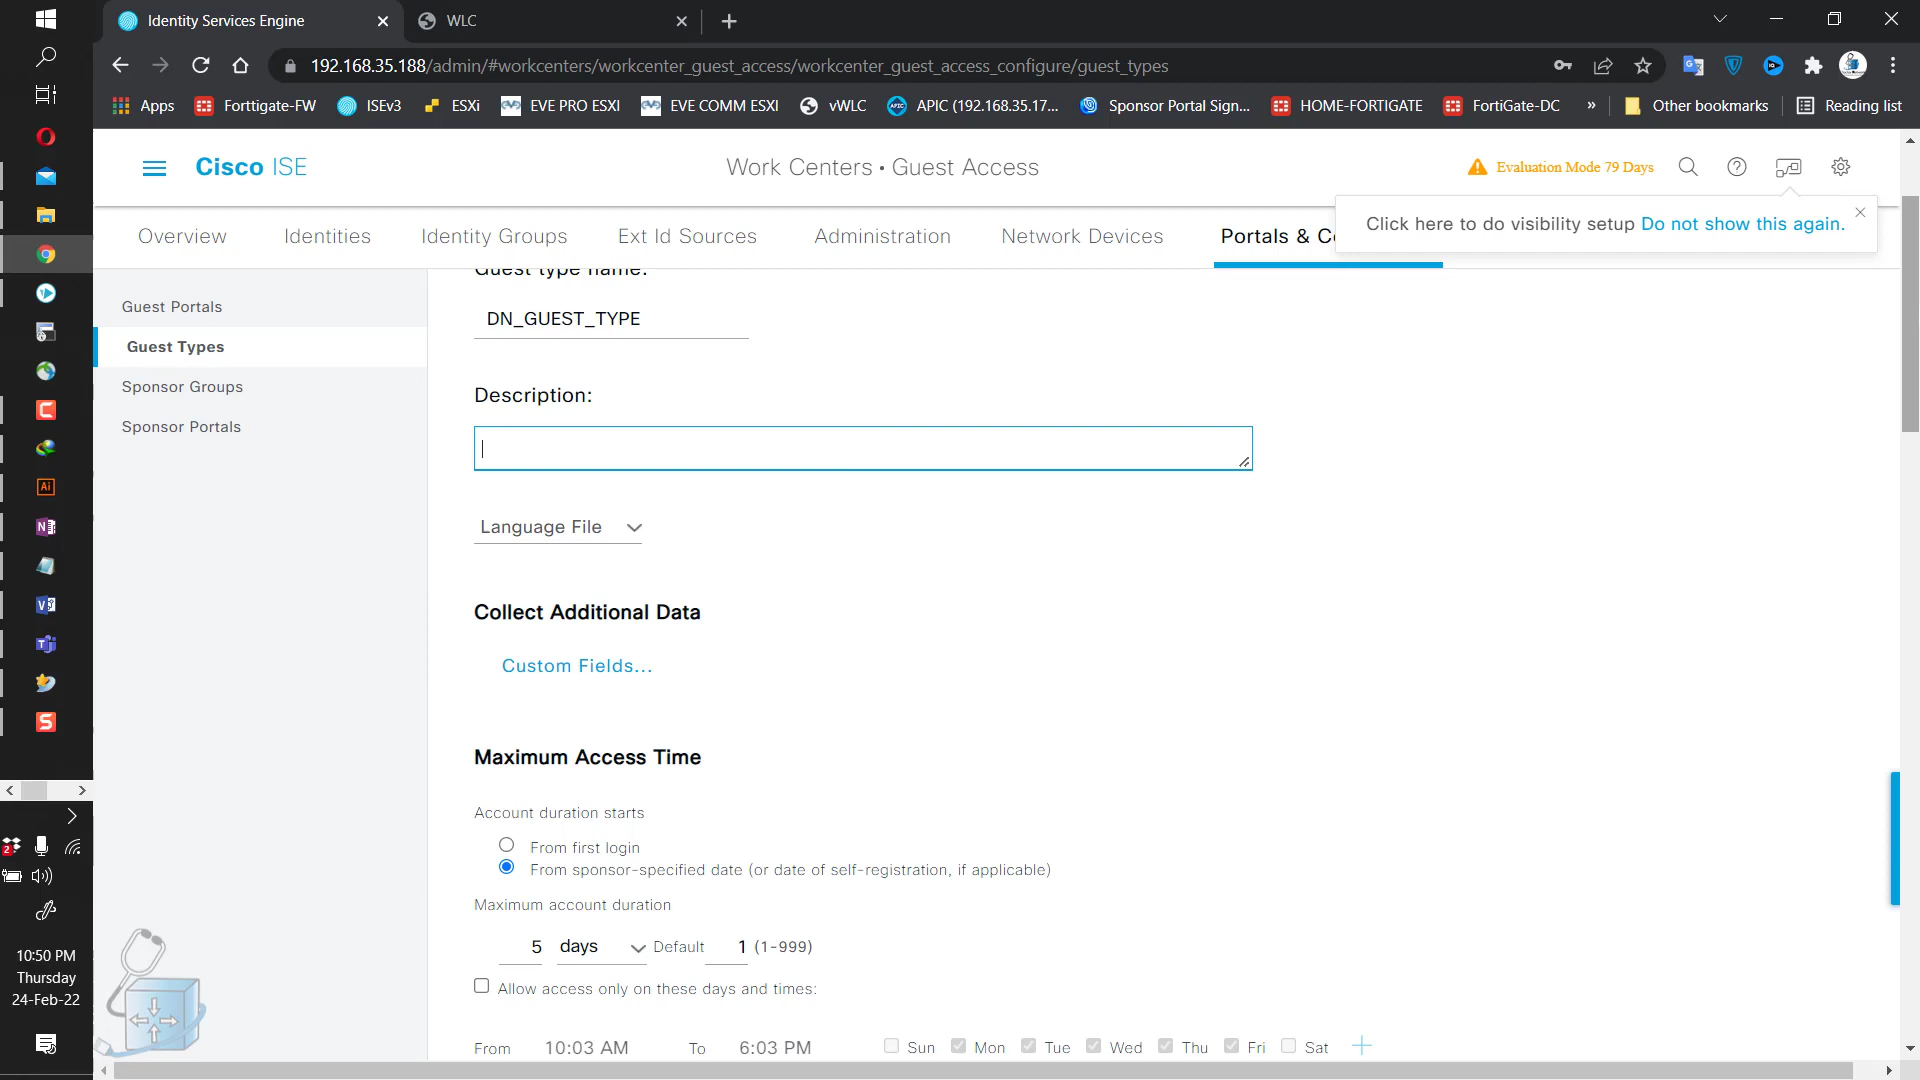 Identity Services Engine
WLC
192.168.35.188/admin/#workcenters/workcenter_guest_access/workcenter_guest_access_configure/guest_types
Apps
Forttigate-FW
ISEv3
ESXi
EVE PRO ESXI
EVE COMM ESXI
vWLC
APIC (192.168.35.17...
Sponsor Portal Sign...
HOME-FORTIGATE
FortiGate-DC
»
Other bookmarks
Reading list
Cisco ISE
Work Centers • Guest Access
Evaluation Mode 79 Days
Click here to do visibility setup Do not show this again.
Overview
Identities
Identity Groups
Ext Id Sources
Administration
Network Devices
Portals & Co
Guest Portals
Guest Types
Sponsor Groups
Sponsor Portals
Guest type name:
DN_GUEST_TYPE
Description:
Language File
Collect Additional Data
Custom Fields...
Maximum Access Time
Account duration starts
From first login
From sponsor-specified date (or date of self-registration, if applicable)
Maximum account duration
5 days Default 1 (1-999)
Allow access only on these days and times:
From 10:03 AM To 6:03 PM Sun Mon Tue Wed Thu Fri Sat
10:50 PM
Thursday
24-Feb-22